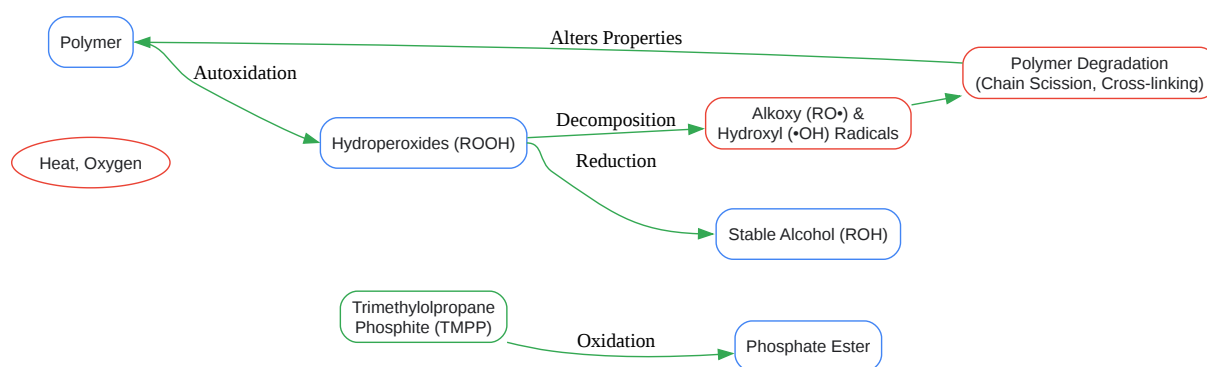 Polymer
Alters Properties
Autoxidation
Polymer Degradation
(Chain Scission, Cross-linking)
Heat, Oxygen
Hydroperoxides (ROOH)
Decomposition
Reduction
Alkoxy (RO•) &
Hydroxyl (•OH) Radicals
Stable Alcohol (ROH)
Trimethylolpropane
Phosphite (TMPP)
Oxidation
Phosphate Ester